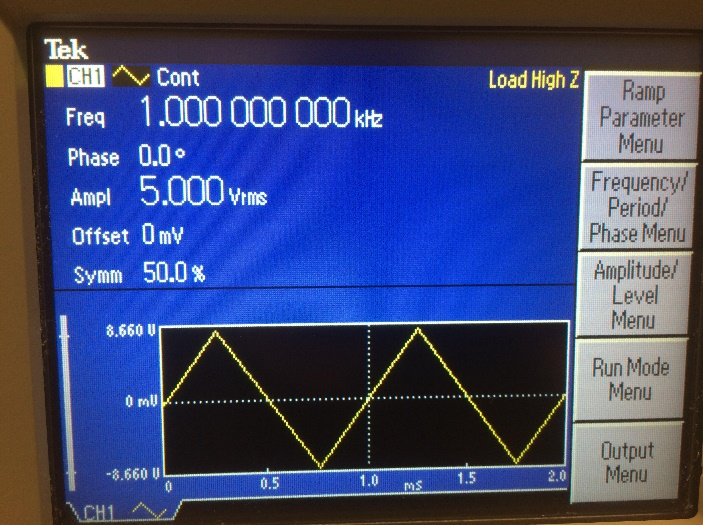 Tek
CH1 Cont Load High Z
Freq 1.000 000 000 kHz
Phase 0.0°
Ampl 5.000 Vrms
Offset 0 mV
Symm 50.0 %
8.660 V
0 mV
-8.660 V
0 0.5 1.0 1.5 2.0
mS
CH1
Ramp
Parameter
Menu
Frequency/
Period/
Phase Menu
Amplitude/
Level
Menu
Run Mode
Menu
Output
Menu